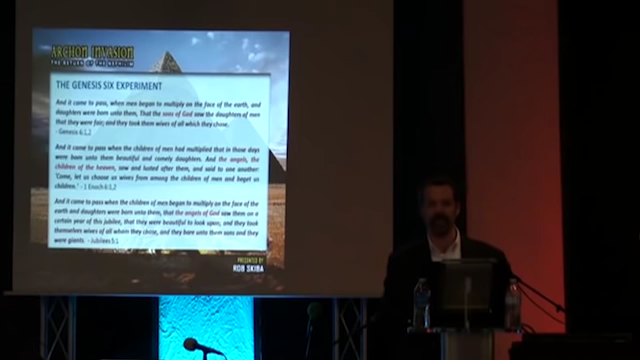 ARCHON INVASION
THE RETURN OF THE NEPHILIM
THE GENESIS SIX EXPERIMENT
And it came to pass, when men began to multiply on the face of the earth, and
daughters were born unto them, That the sons of God saw the daughters of men
that they were fair; and they took them wives of all which they chose.
- Genesis 6:1,2
And it came to pass when the children of men had multiplied that in those days
were born unto them beautiful and comely daughters. And the angels, the
children of the heaven, saw and lusted after them, and said to one another:
'Come, let us choose us wives from among the children of men and beget us
children.' - 1 Enoch 6:1,2
And it came to pass when the children of men began to multiply on the face of the
earth and daughters were born unto them, that the angels of God saw them on a
certain year of this jubilee, that they were beautiful to look upon; and they took
themselves wives of all whom they chose, and they bare unto them sons and they
were giants. - Jubilees 5:1
PRESENTED BY
ROB SKIBA